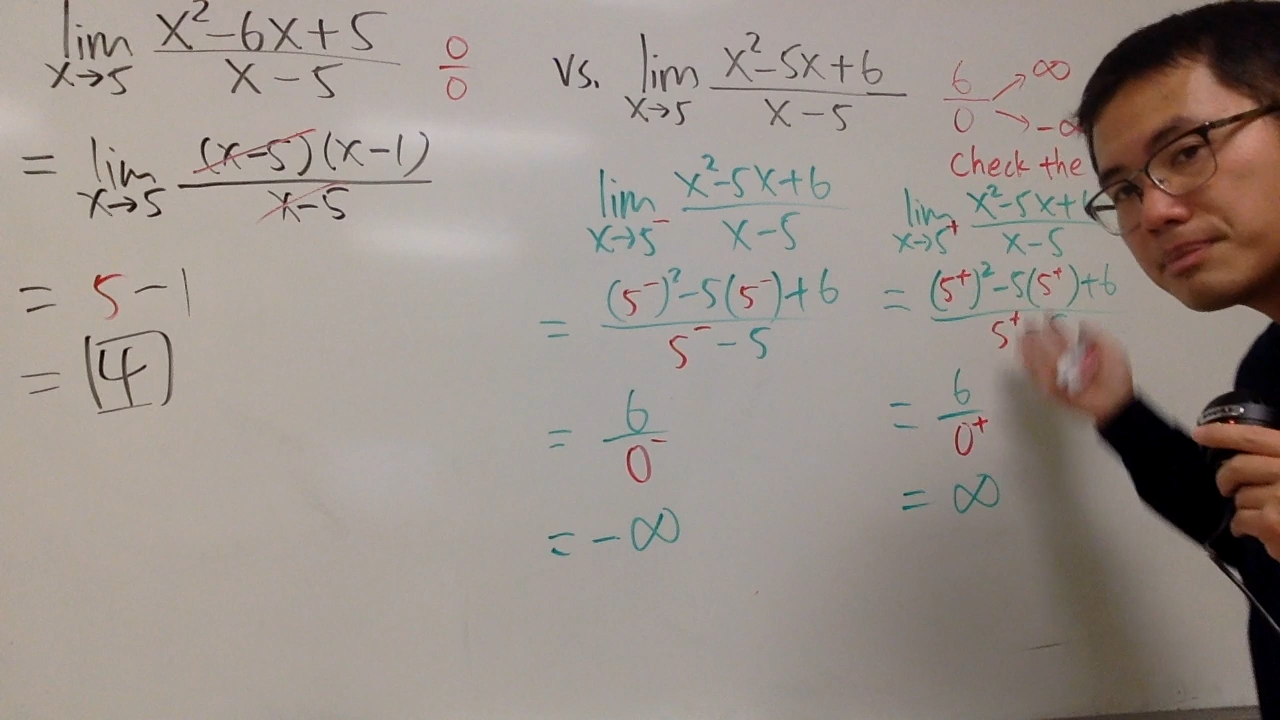 lim x→5 x²-6x+5 / x-5 0/0
= lim x→5 (x-5)(x-1) / x-5
= 5-1
= 4
vs. lim x→5 x²-5x+6 / x-5 6/0 → ∞ → -∞
Check the
lim x→5⁻ x²-5x+6 / x-5
= (5⁻)²-5(5⁻)+6 / 5⁻-5
= 6 / 0⁻
= -∞
lim x→5⁺ x²-5x+ / x-5
= (5⁺)²-5(5⁺)+6 / 5⁺-5
= 6 / 0⁺
= ∞